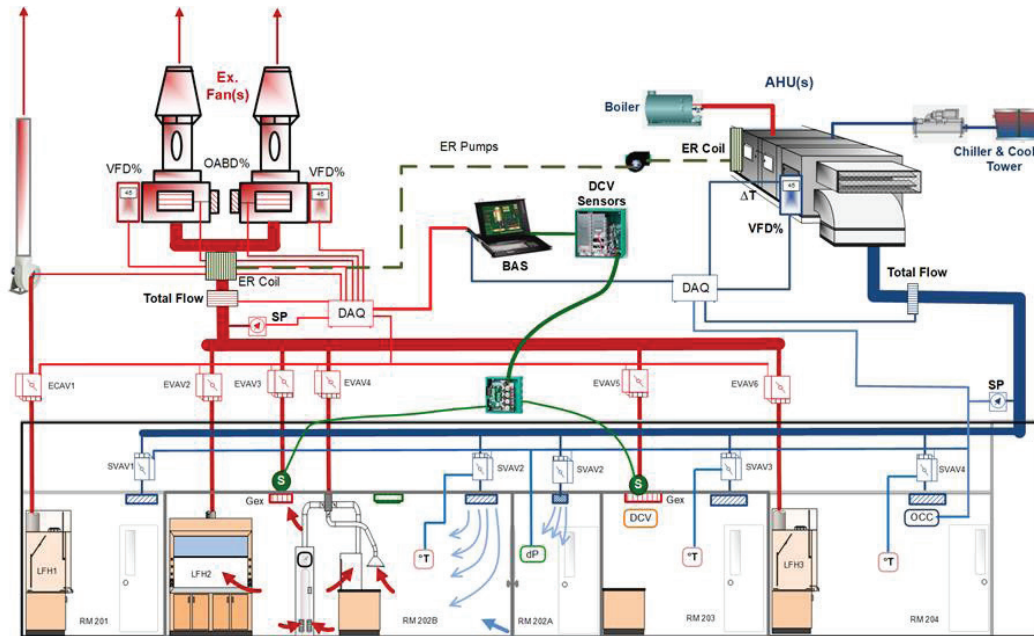 Ex.
Fan(s)
AHU(s)
Boiler
ER Pumps
ER Coil
Chiller & Cool
Tower
VFD%
OABD%
VFD%
45
45
45
DCV
Sensors
ΔT
VFD%
BAS
ER Coil
Total Flow
Total Flow
DAQ
DAQ
SP
SP
ECAV1
EVAV2
EVAV3
EVAV4
EVAV5
EVAV6
SVAV1
SVAV2
SVAV2
SVAV3
SVAV4
S
S
Gex
Gex
DCV
OCC
°T
dP
°T
°T
LFH1
LFH2
LFH3
RM 201
RM 202B
RM 202A
RM 203
RM 204